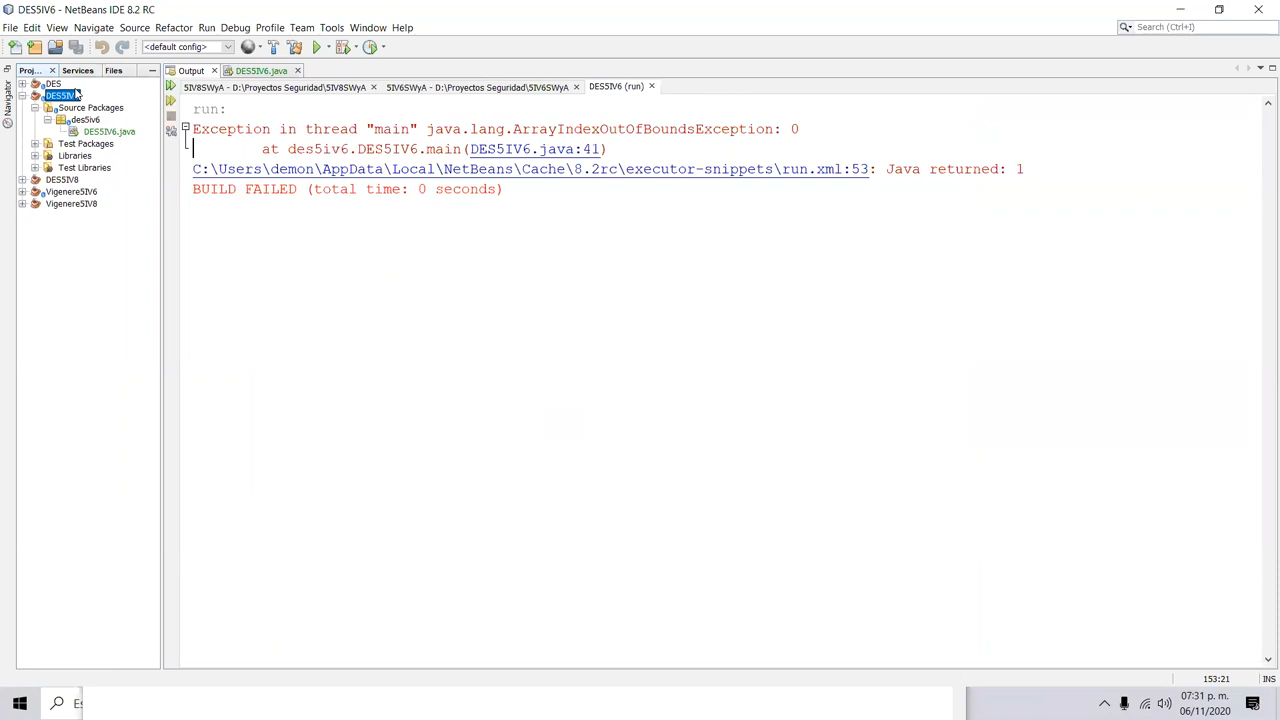 DES5IV6 - NetBeans IDE 8.2 RC
File Edit View Navigate Source Refactor Run Debug Profile Team Tools Window Help
Search (Ctrl+I)
<default config>
Proj... Services Files
Output DES5IV6.java
5IV8SWyA - D:\Proyectos Seguridad\5IV8SWyA 5IV6SWyA - D:\Proyectos Seguridad\5IV6SWyA DES5IV6 (run)
Navigator
DES
DES5IV6
Source Packages
des5iv6
DES5IV6.java
Test Packages
Libraries
Test Libraries
DES5IV8
Vigenere5IV6
Vigenere5IV8
run:
Exception in thread "main" java.lang.ArrayIndexOutOfBoundsException: 0
at des5iv6.DES5IV6.main(DES5IV6.java:41)
C:\Users\demon\AppData\Local\NetBeans\Cache\8.2rc\executor-snippets\run.xml:53: Java returned: 1
BUILD FAILED (total time: 0 seconds)
153:21 INS
Es
07:31 p. m.
06/11/2020